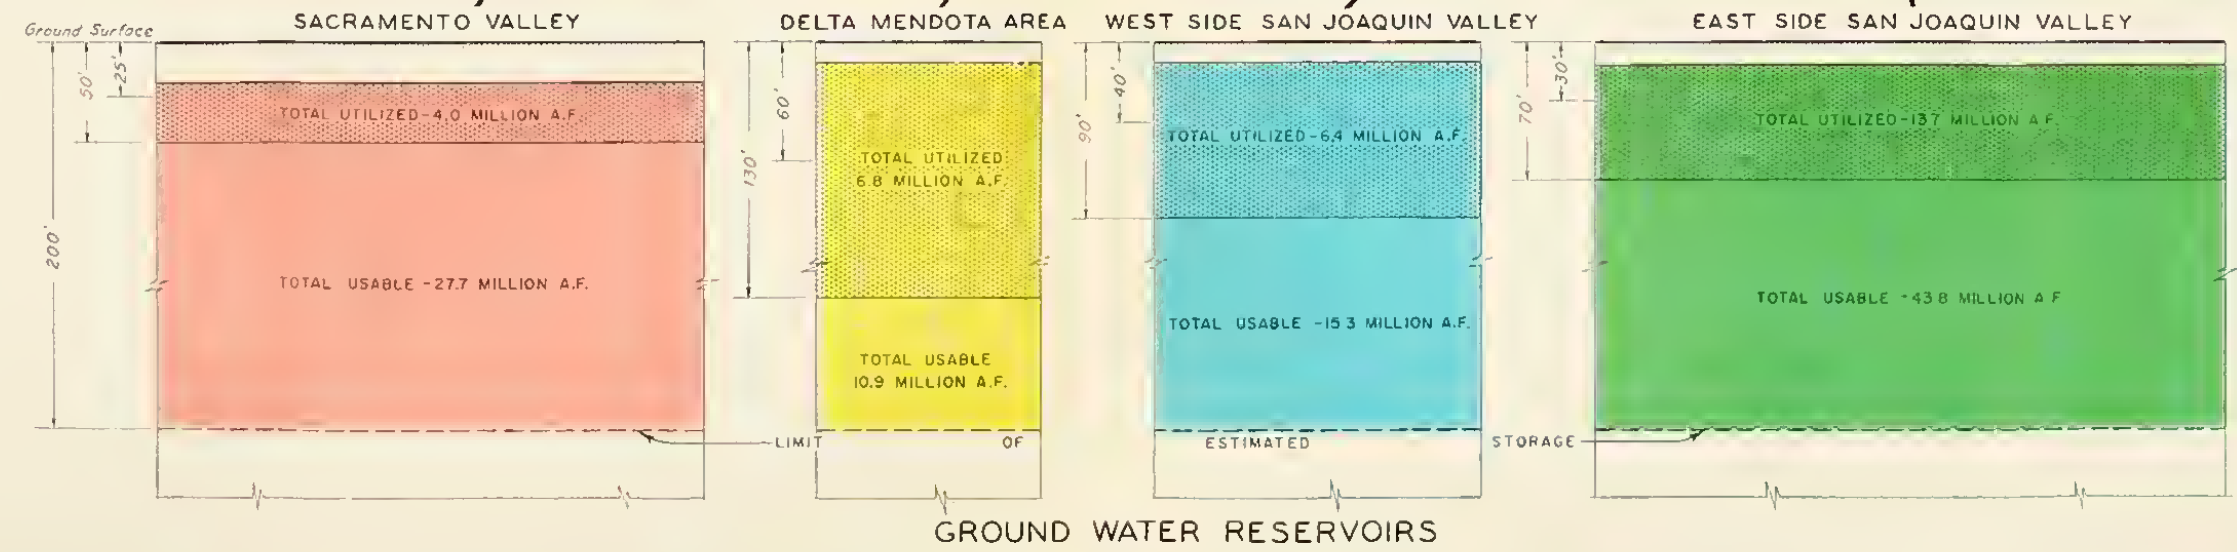 SACRAMENTO VALLEY
Ground Surface
50'
25'
200'
TOTAL UTILIZED-4.0 MILLION A.F.
TOTAL USABLE -27.7 MILLION A.F.
DELTA MENDOTA AREA
60'
130'
TOTAL UTILIZED
6.8 MILLION A.F.
TOTAL USABLE
10.9 MILLION A.F.
WEST SIDE SAN JOAQUIN VALLEY
40'
90'
TOTAL UTILIZED-6.4 MILLION A.F.
TOTAL USABLE -15.3 MILLION A.F.
EAST SIDE SAN JOAQUIN VALLEY
30'
70'
TOTAL UTILIZED-13.7 MILLION A.F.
TOTAL USABLE -43.8 MILLION A.F.
LIMIT OF ESTIMATED STORAGE
GROUND WATER RESERVOIRS